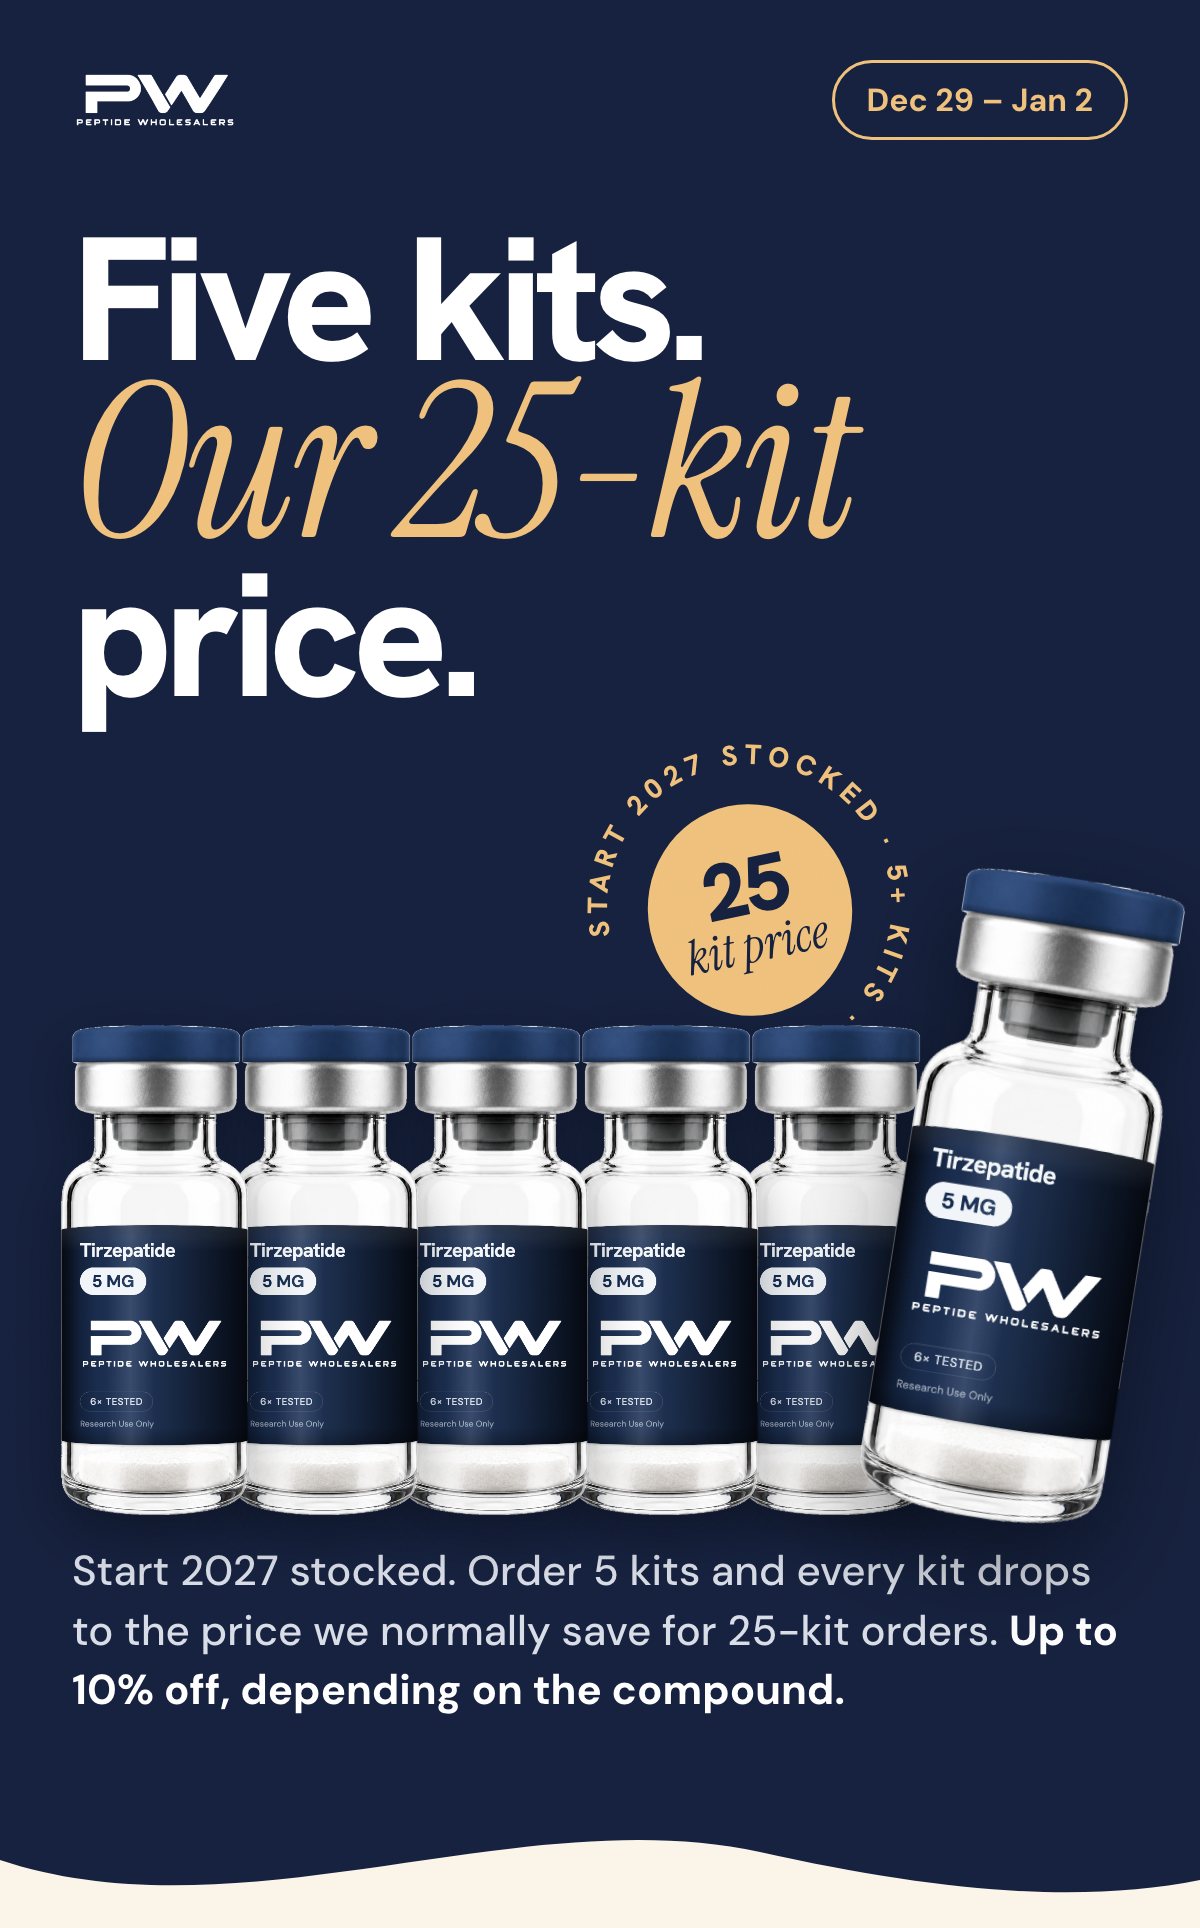 PW
PEPTIDE WHOLESALERS
Dec 29 – Jan 2
Five kits.
Our 25-kit
price.
START 2027 STOCKED · 5+ KITS ·
25
kit price
Tirzepatide
5 MG
PW
PEPTIDE WHOLESALERS
6× TESTED
Research Use Only
Tirzepatide
5 MG
PW
PEPTIDE WHOLESALERS
6× TESTED
Research Use Only
Tirzepatide
5 MG
PW
PEPTIDE WHOLESALERS
6× TESTED
Research Use Only
Tirzepatide
5 MG
PW
PEPTIDE WHOLESALERS
6× TESTED
Research Use Only
Tirzepatide
5 MG
PW
PEPTIDE WHOLESA
6× TESTED
Research Use Only
Tirzepatide
5 MG
PW
PEPTIDE WHOLESALERS
6× TESTED
Research Use Only
Start 2027 stocked. Order 5 kits and every kit drops
to the price we normally save for 25-kit orders. Up to
10% off, depending on the compound.